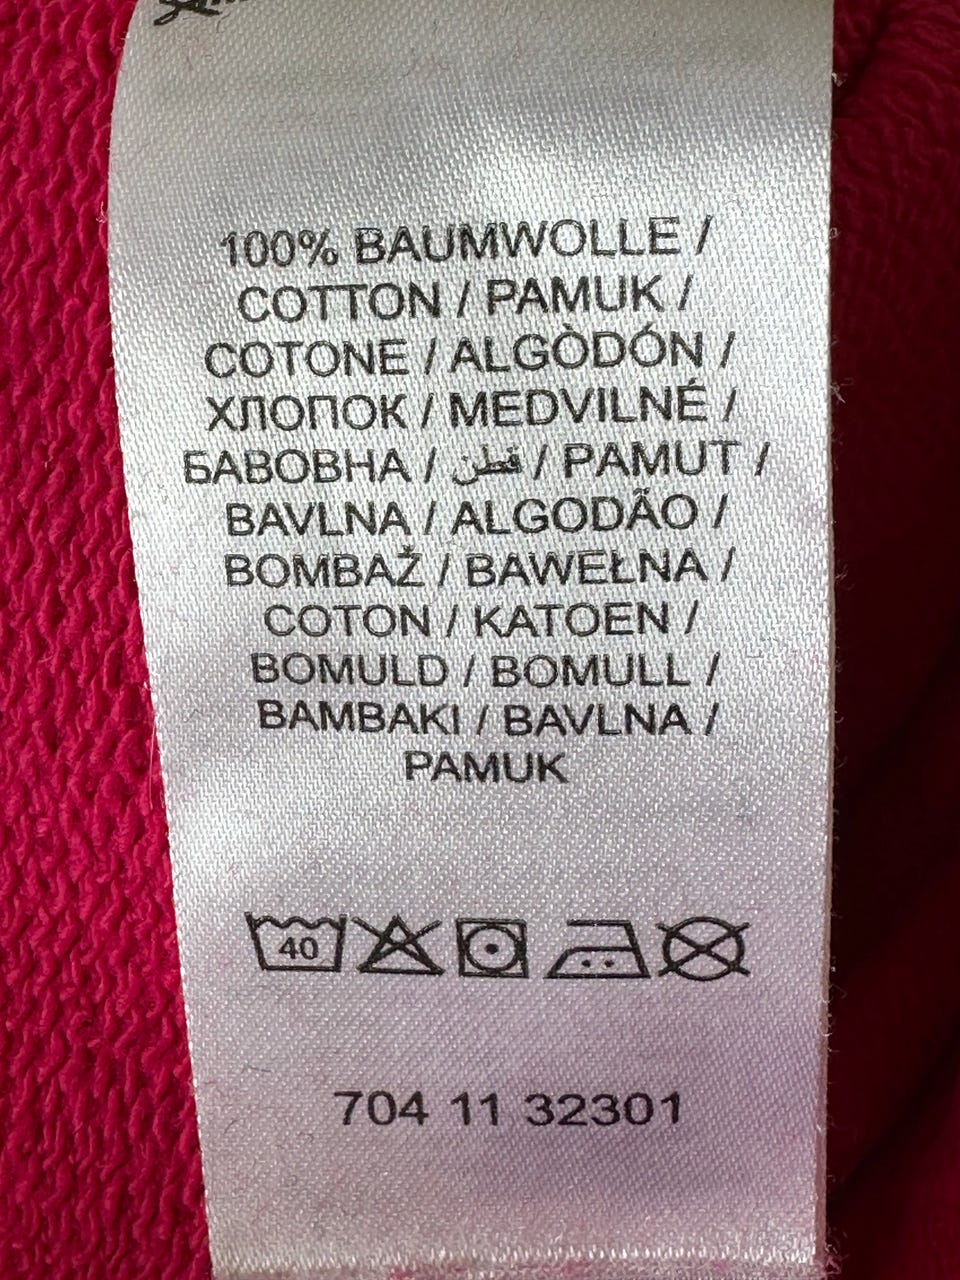 100% BAUMWOLLE /
COTTON / PAMUK /
COTONE / ALGÒDÓN /
ХЛОПОК / MEDVILNÉ /
БАВОВНА / قطن / PAMUT /
BAVLNA / ALGODÃO /
BOMBAŽ / BAWEŁNA /
COTON / KATOEN /
BOMULD / BOMULL /
BAMBAKI / BAVLNA /
PAMUK
40
704 11 32301